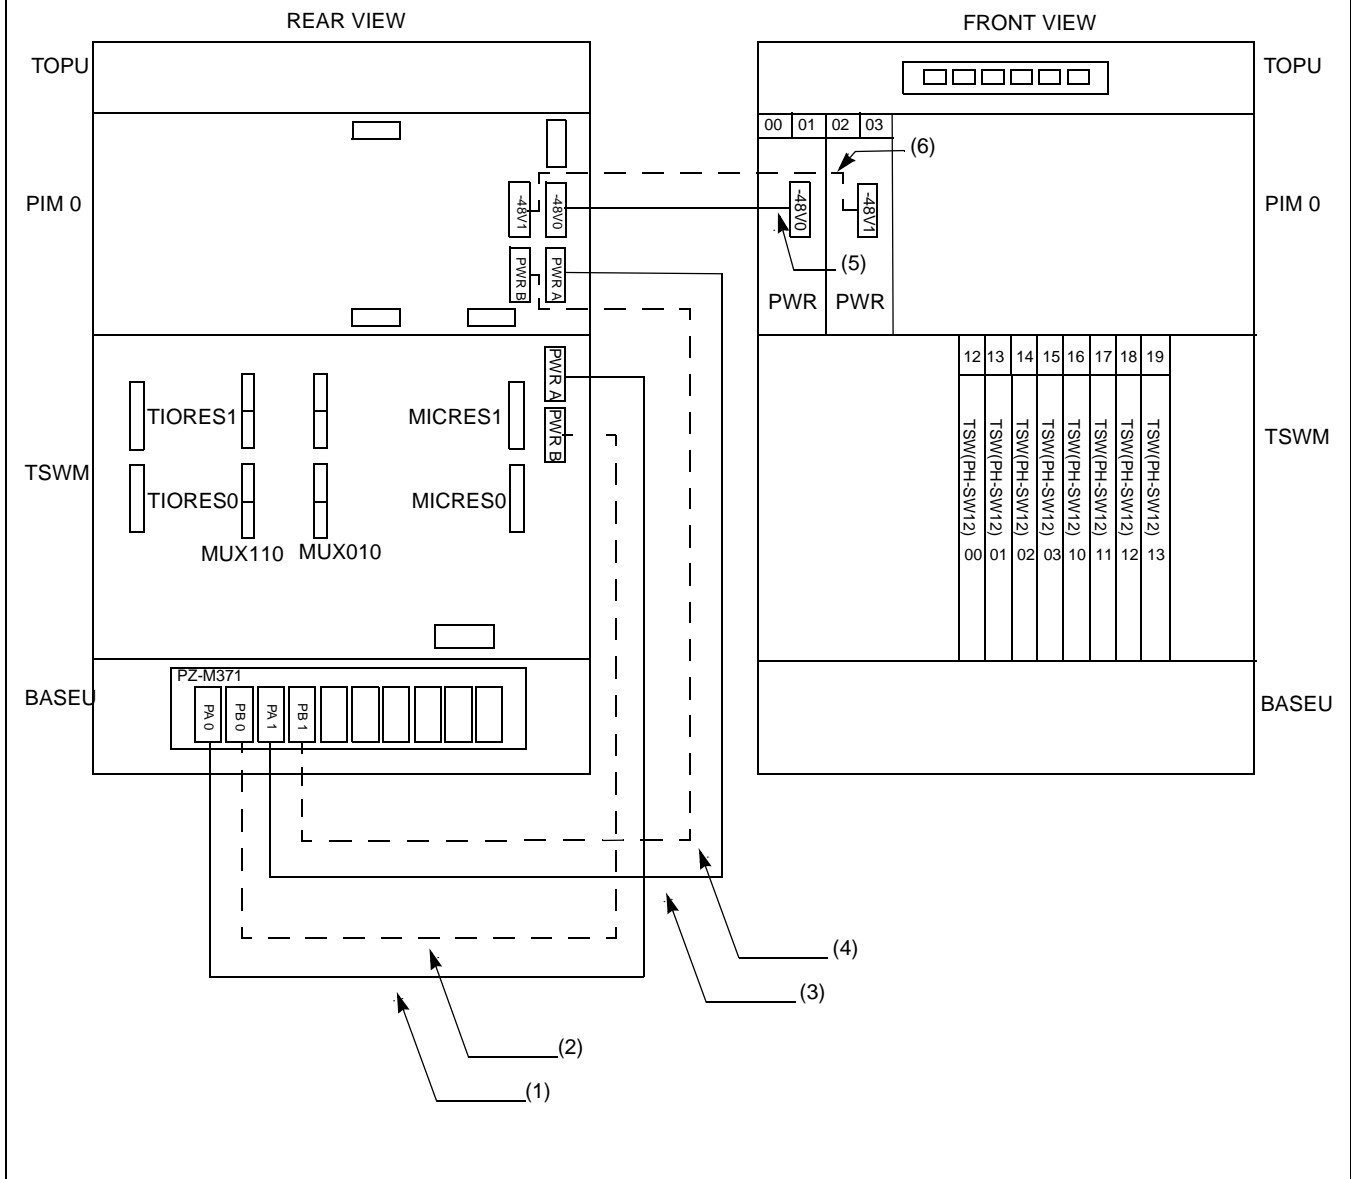 REAR VIEW
FRONT VIEW
TOPU
TOPU
00 01 02 03
(6)
PIM 0
-48V1
-48V0
-48V0
-48V1
PIM 0
PWR B
PWR A
(5)
PWR PWR
PWR A
PWR B
TIORES1
MICRES1
TSWM
TIORES0
MICRES0
MUX110 MUX010
12 13 14 15 16 17 18 19
TSW(PH-SW12)
TSW(PH-SW12)
TSW(PH-SW12)
TSW(PH-SW12)
TSW(PH-SW12)
TSW(PH-SW12)
TSW(PH-SW12)
TSW(PH-SW12)
00 01 02 03 10 11 12 13
TSWM
BASEU
PZ-M371
PA 0
PB 0
PA 1
PB 1
BASEU
(4)
(3)
(2)
(1)